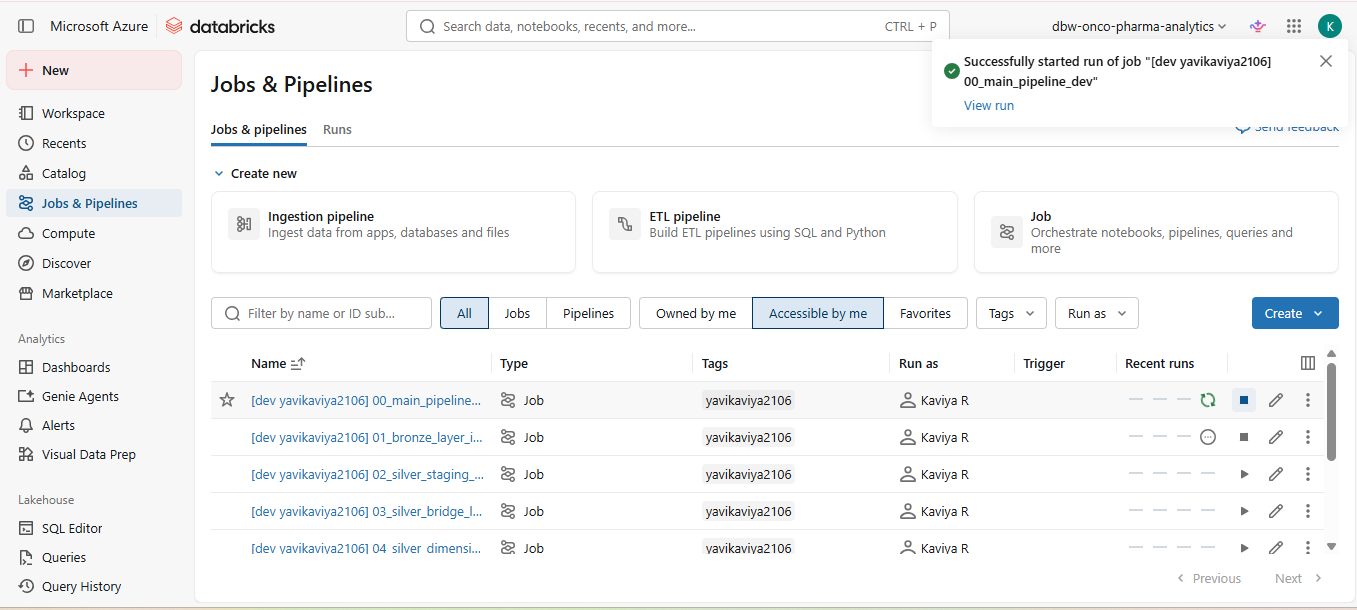 Microsoft Azure
databricks
Search data, notebooks, recents, and more...
CTRL + P
dbw-onco-pharma-analytics
K
Successfully started run of job "[dev yavikaviya2106]
00_main_pipeline_dev"
View run
Send feedback
New
Workspace
Recents
Catalog
Jobs & Pipelines
Compute
Discover
Marketplace
Analytics
Dashboards
Genie Agents
Alerts
Visual Data Prep
Lakehouse
SQL Editor
Queries
Query History
Jobs & Pipelines
Jobs & pipelines
Runs
Create new
Ingestion pipeline
Ingest data from apps, databases and files
ETL pipeline
Build ETL pipelines using SQL and Python
Job
Orchestrate notebooks, pipelines, queries and
more
Filter by name or ID sub...
All
Jobs
Pipelines
Owned by me
Accessible by me
Favorites
Tags
Run as
Create
Name Type Tags Run as Trigger Recent runs
[dev yavikaviya2106] 00_main_pipeline... Job yavikaviya2106 Kaviya R
[dev yavikaviya2106] 01_bronze_layer_i... Job yavikaviya2106 Kaviya R
[dev yavikaviya2106] 02_silver_staging_... Job yavikaviya2106 Kaviya R
[dev yavikaviya2106] 03_silver_bridge_l... Job yavikaviya2106 Kaviya R
[dev yavikaviya2106] 04_silver_dimensi... Job yavikaviya2106 Kaviya R
Previous
Next